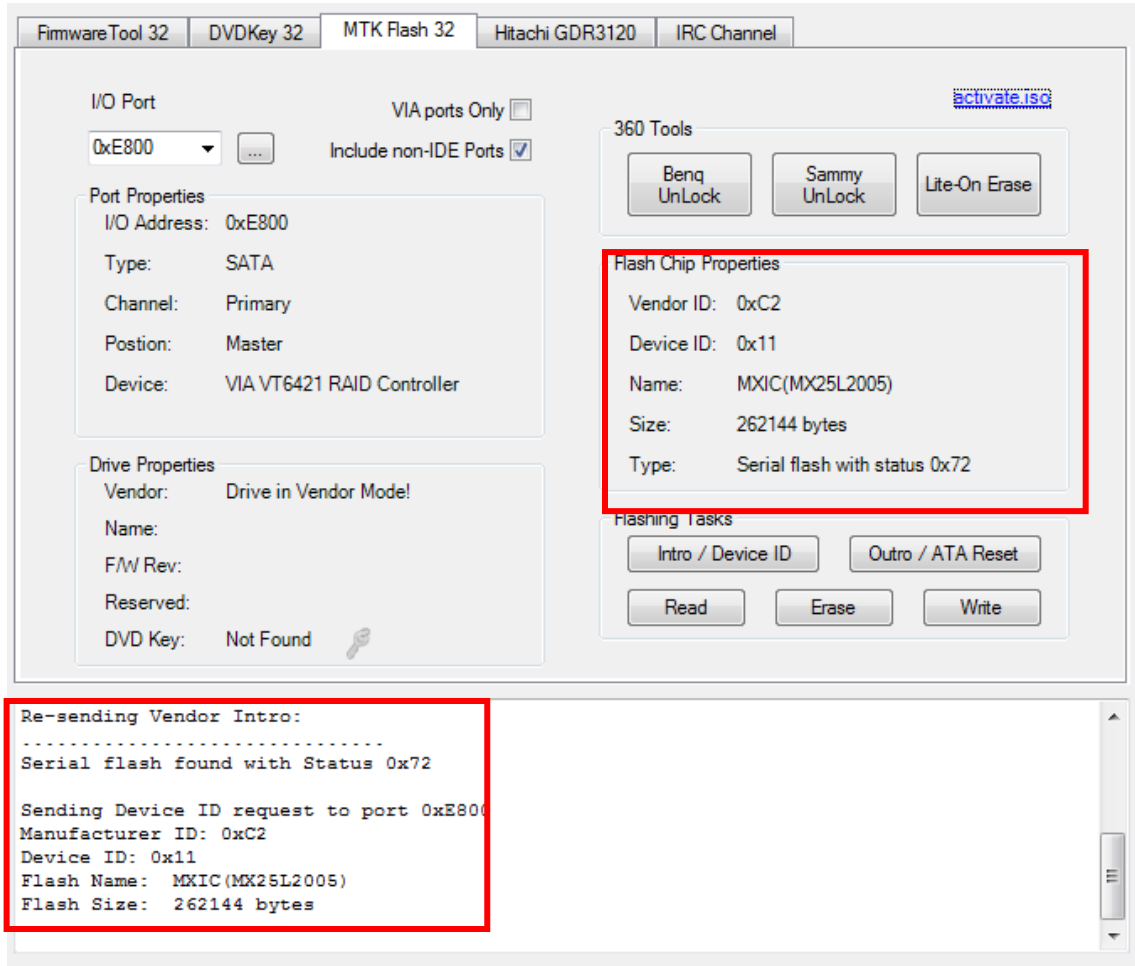 FirmwareTool 32 DVDKey 32 MTK Flash 32 Hitachi GDR3120 IRC Channel
I/O Port
VIA ports Only
activate.iso
0xE800
...
Include non-IDE Ports
Port Properties
I/O Address: 0xE800
Type: SATA
Channel: Primary
Postion: Master
Device: VIA VT6421 RAID Controller
Drive Properties
Vendor: Drive in Vendor Mode!
Name:
F/W Rev:
Reserved:
DVD Key: Not Found
360 Tools
Benq
UnLock
Sammy
UnLock
Lite-On Erase
Flash Chip Properties
Vendor ID: 0xC2
Device ID: 0x11
Name: MXIC(MX25L2005)
Size: 262144 bytes
Type: Serial flash with status 0x72
Flashing Tasks
Intro / Device ID
Outro / ATA Reset
Read
Erase
Write
Re-sending Vendor Intro:
...............................
Serial flash found with Status 0x72
Sending Device ID request to port 0xE800
Manufacturer ID: 0xC2
Device ID: 0x11
Flash Name: MXIC(MX25L2005)
Flash Size: 262144 bytes